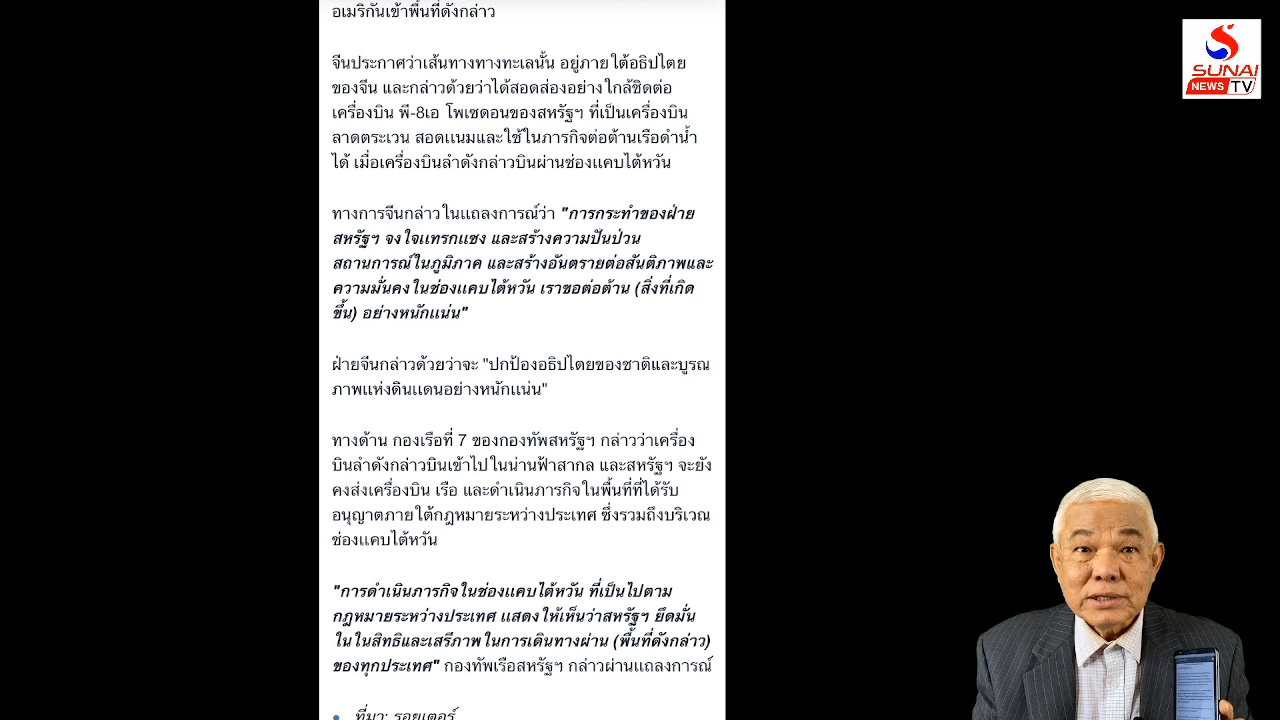 อเมริกันเข้าพื้นที่ดังกล่าว
จีนประกาศว่าเส้นทางทางทะเลนั้น อยู่ภายใต้อธิปไตย
ของจีน และกล่าวด้วยว่าได้สอดส่องอย่างใกล้ชิดต่อ
เครื่องบิน พี-8เอ โพเซดอนของสหรัฐฯ ที่เป็นเครื่องบิน
ลาดตระเวน สอดแนมและใช้ในภารกิจต่อต้านเรือดำน้ำ
ได้ เมื่อเครื่องบินลำดังกล่าวบินผ่านช่องแคบไต้หวัน
ทางการจีนกล่าวในแถลงการณ์ว่า "การกระทำของฝ่าย
สหรัฐฯ จงใจแทรกแซง และสร้างความปั่นป่วน
สถานการณ์ในภูมิภาค และสร้างอันตรายต่อสันติภาพและ
ความมั่นคงในช่องแคบไต้หวัน เราขอต่อต้าน (สิ่งที่เกิด
ขึ้น) อย่างหนักแน่น"
ฝ่ายจีนกล่าวด้วยว่าจะ "ปกป้องอธิปไตยของชาติและบูรณ
ภาพแห่งดินแดนอย่างหนักแน่น"
ทางด้าน กองเรือที่ 7 ของกองทัพสหรัฐฯ กล่าวว่าเครื่อง
บินลำดังกล่าวบินเข้าไปในน่านฟ้าสากล และสหรัฐฯ จะยัง
คงส่งเครื่องบิน เรือ และดำเนินภารกิจในพื้นที่ที่ได้รับ
อนุญาตภายใต้กฎหมายระหว่างประเทศ ซึ่งรวมถึงบริเวณ
ช่องแคบไต้หวัน
"การดำเนินภารกิจในช่องแคบไต้หวัน ที่เป็นไปตาม
กฎหมายระหว่างประเทศ แสดงให้เห็นว่าสหรัฐฯ ยึดมั่น
ในในสิทธิและเสรีภาพในการเดินทางผ่าน (พื้นที่ดังกล่าว)
ของทุกประเทศ" กองทัพเรือสหรัฐฯ กล่าวผ่านแถลงการณ์
ที่มา: รอยเตอร์
SUNAI
NEWS TV